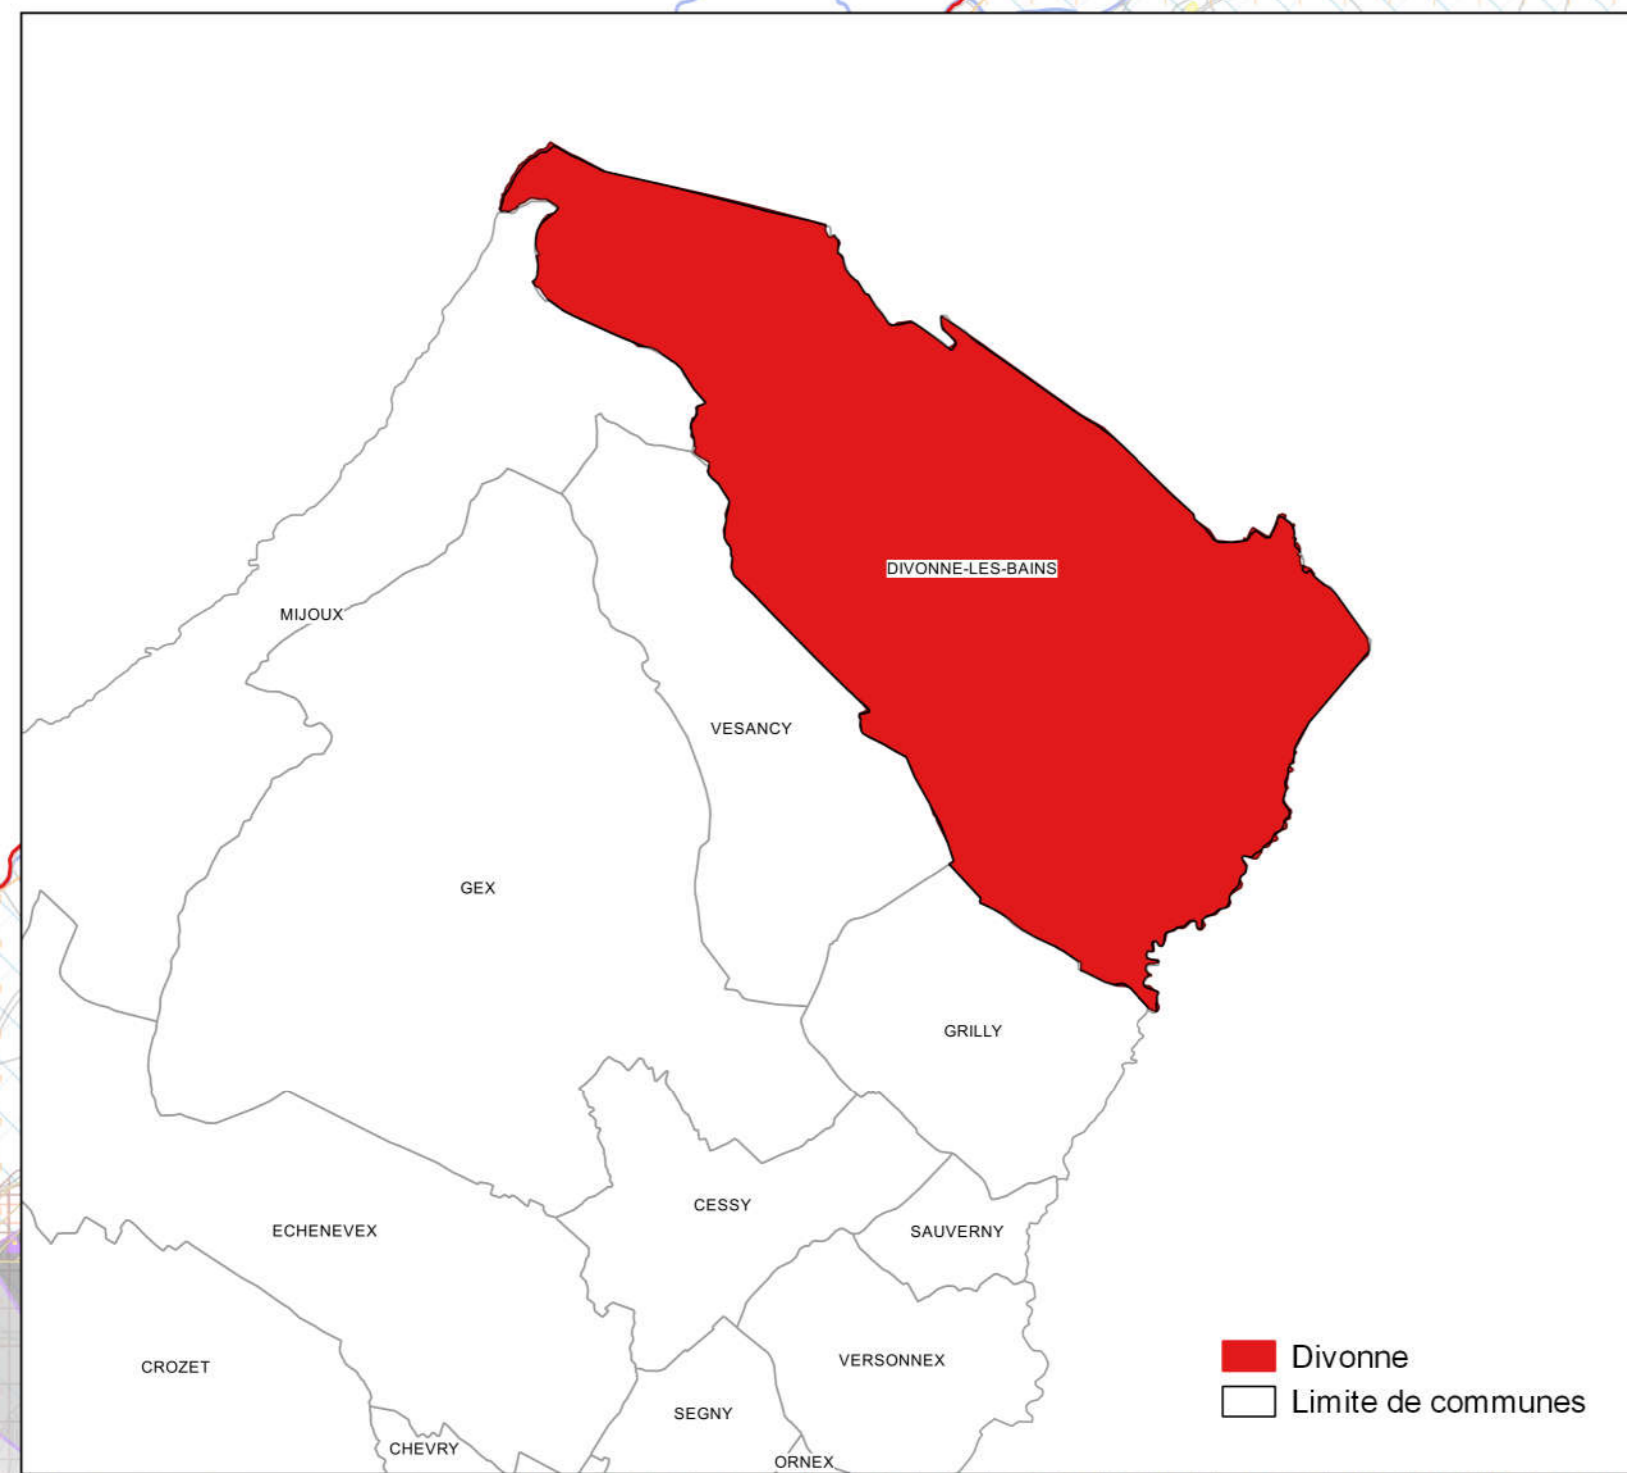 DIVONNE-LES-BAINS
MIJOUX
VESANCY
GEX
GRILLY
CESSY
ECHENEVEX
SAUVERNY
VERSONNEX
CROZET
SEGNY
CHEVRY
ORNEX
Divonne
Limite de communes